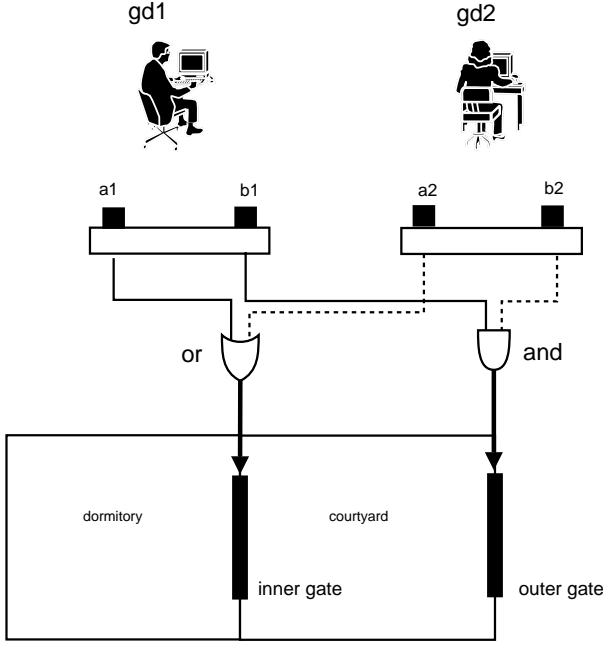 gd1
gd2
a1
b1
a2
b2
or
and
dormitory
courtyard
inner gate
outer gate